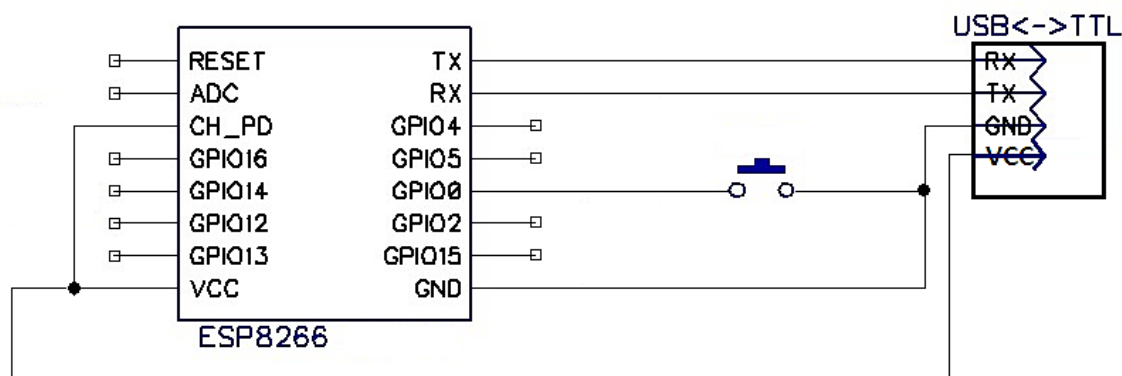 USB<->TTL
RESET TX RX
ADC RX TX
CH_PD GPIO4 GND
GPIO16 GPIO5 VCC
GPIO14 GPIO0
GPIO12 GPIO2
GPIO13 GPIO15
VCC GND
ESP8266